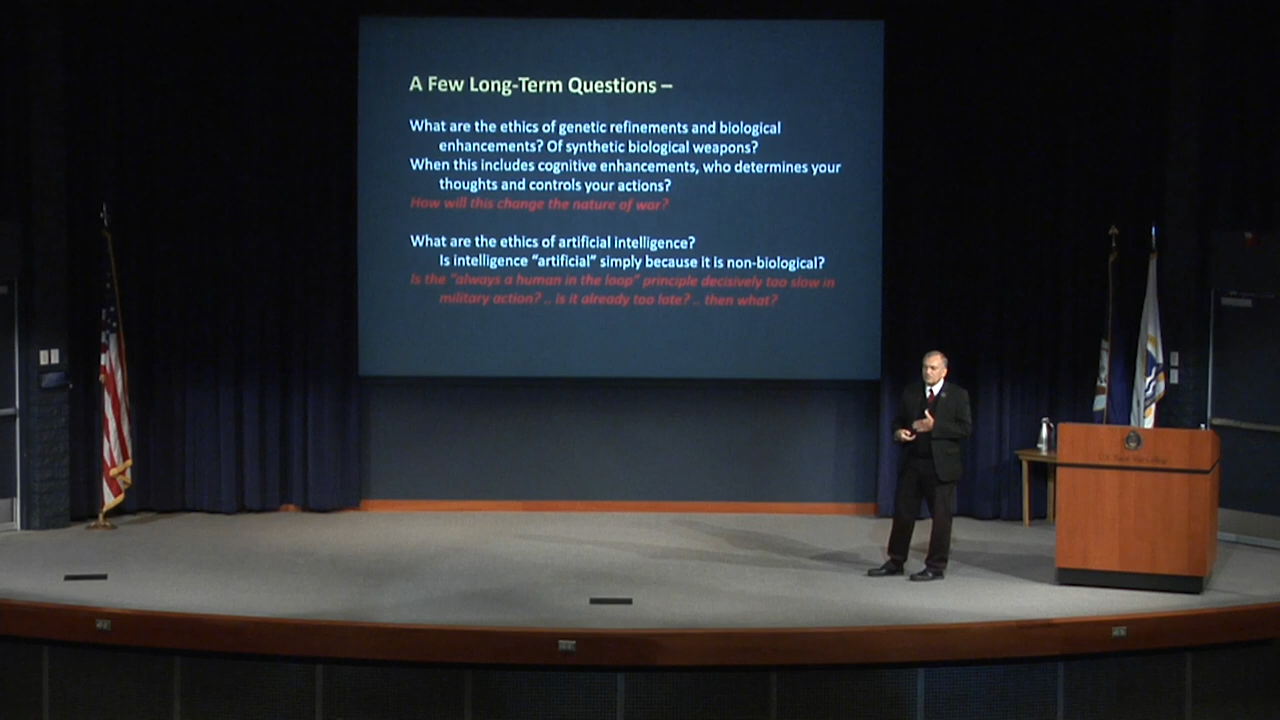 A Few Long-Term Questions –
What are the ethics of genetic refinements and biological
enhancements? Of synthetic biological weapons?
When this includes cognitive enhancements, who determines your
thoughts and controls your actions?
How will this change the nature of war?
What are the ethics of artificial intelligence?
Is intelligence “artificial” simply because it is non-biological?
Is the “always a human in the loop” principle decisively too slow in
military action? .. is it already too late? .. then what?
U.S. Naval War College